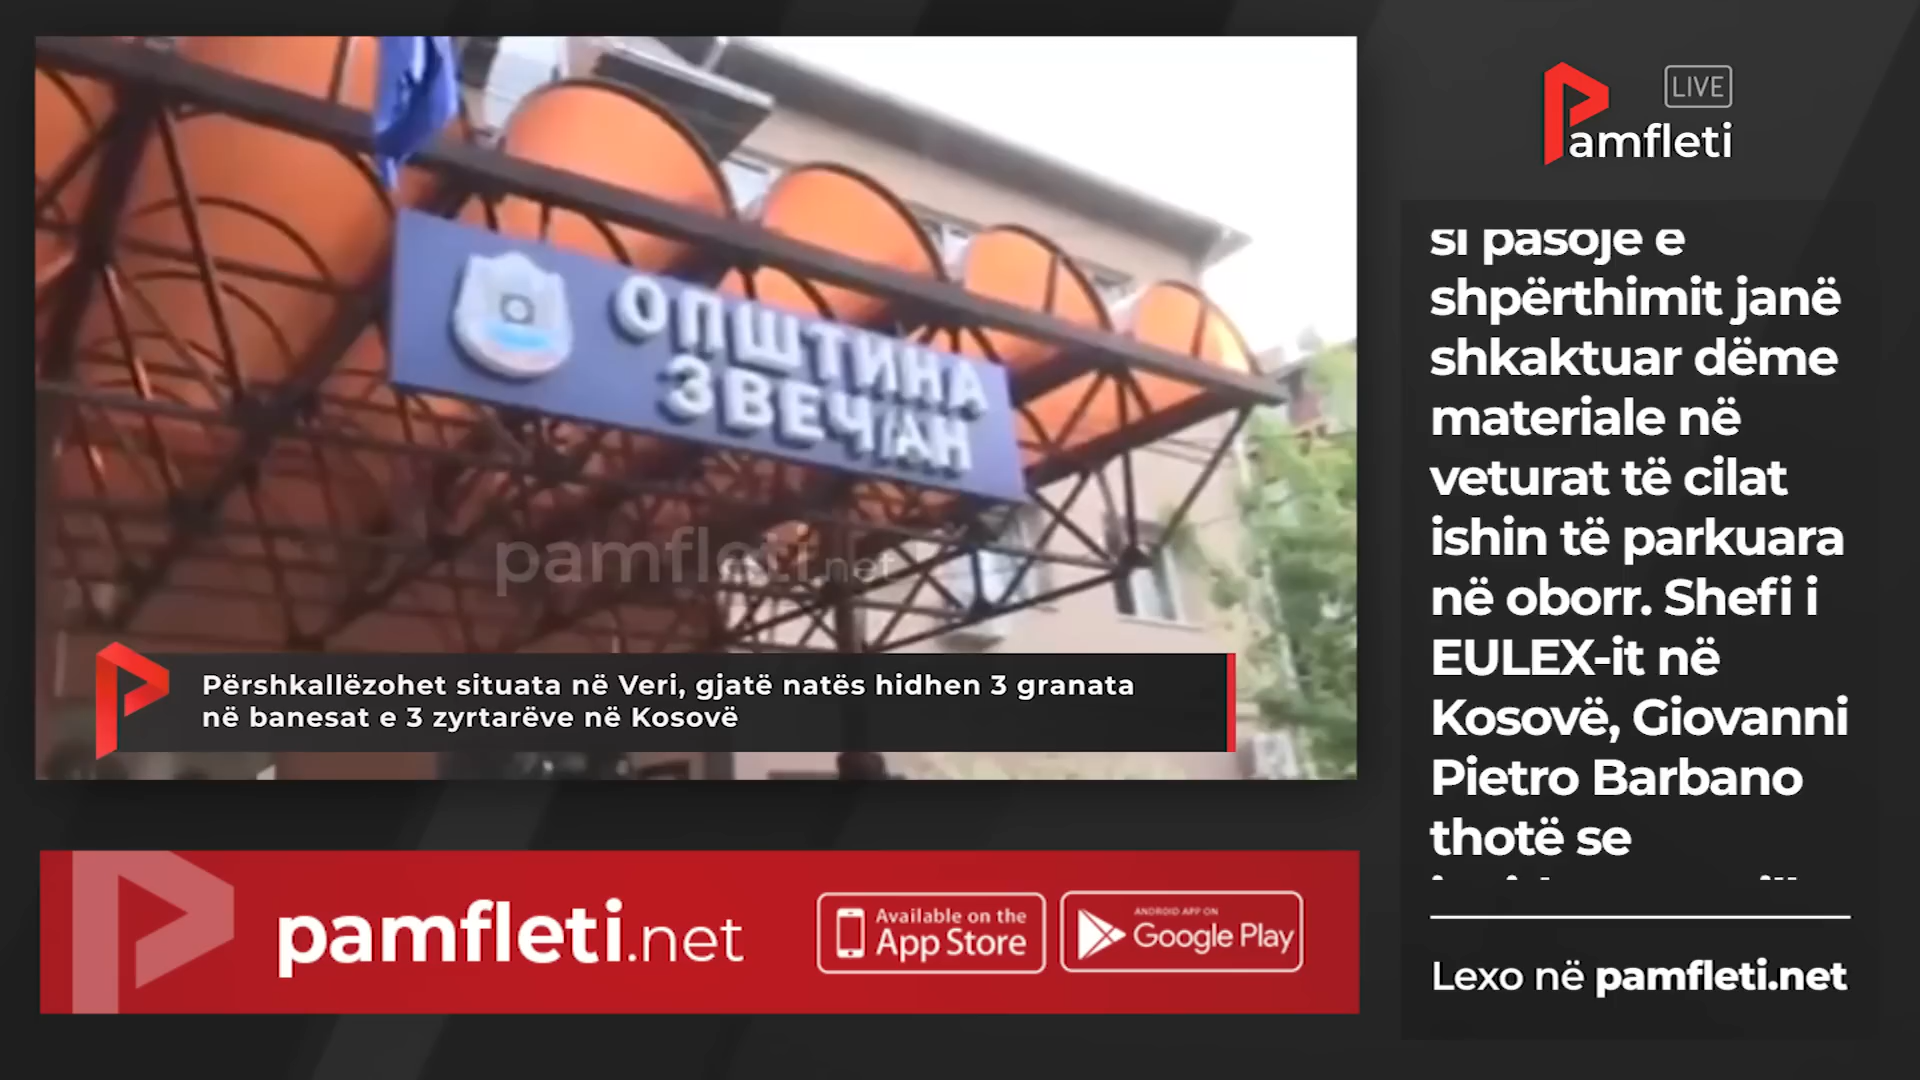 ОПШТИНА
ЗВЕЧАН
pamfleti.net
Përshkallëzohet situata në Veri, gjatë natës hidhen 3 granata
në banesat e 3 zyrtarëve në Kosovë
pamfleti.net
Available on the
App Store
ANDROID APP ON
Google Play
LIVE
Pamfleti
si pasojë e
shpërthimit janë
shkaktuar dëme
materiale në
veturat të cilat
ishin të parkuara
në oborr. Shefi i
EULEX-it në
Kosovë, Giovanni
Pietro Barbano
thotë se
Lexo në pamfleti.net